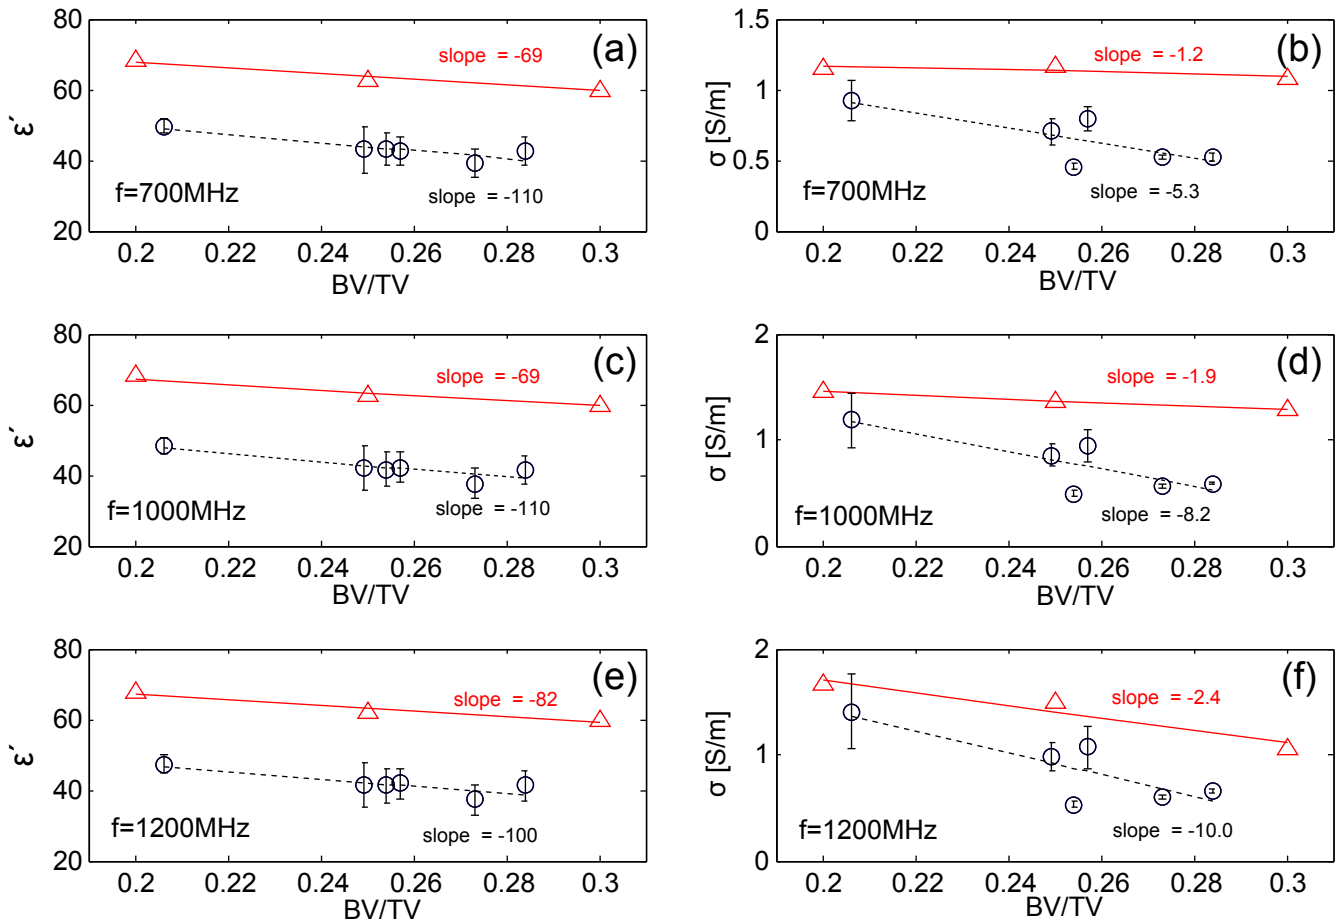 80
60
40
20
ε´
(a)
slope = -69
slope = -110
f=700MHz
0.2 0.22 0.24 0.26 0.28 0.3
BV/TV
1.5
1
0.5
0
σ [S/m]
(b)
slope = -1.2
slope = -5.3
f=700MHz
0.2 0.22 0.24 0.26 0.28 0.3
BV/TV
80
60
40
20
ε´
(c)
slope = -69
slope = -110
f=1000MHz
0.2 0.22 0.24 0.26 0.28 0.3
BV/TV
2
1
0
σ [S/m]
(d)
slope = -1.9
slope = -8.2
f=1000MHz
0.2 0.22 0.24 0.26 0.28 0.3
BV/TV
80
60
40
20
ε´
(e)
slope = -82
slope = -100
f=1200MHz
0.2 0.22 0.24 0.26 0.28 0.3
BV/TV
2
1
0
σ [S/m]
(f)
slope = -2.4
slope = -10.0
f=1200MHz
0.2 0.22 0.24 0.26 0.28 0.3
BV/TV